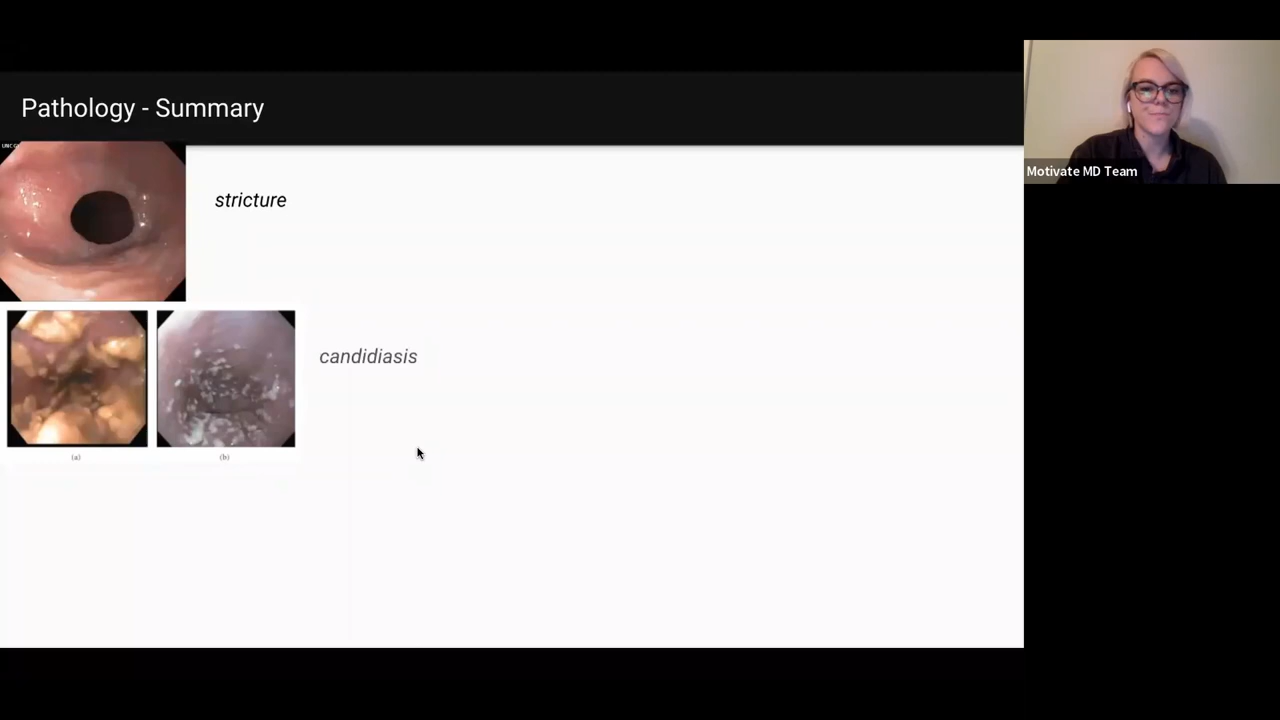 Pathology - Summary
stricture
Motivate MD Team
candidiasis
(a)
(b)